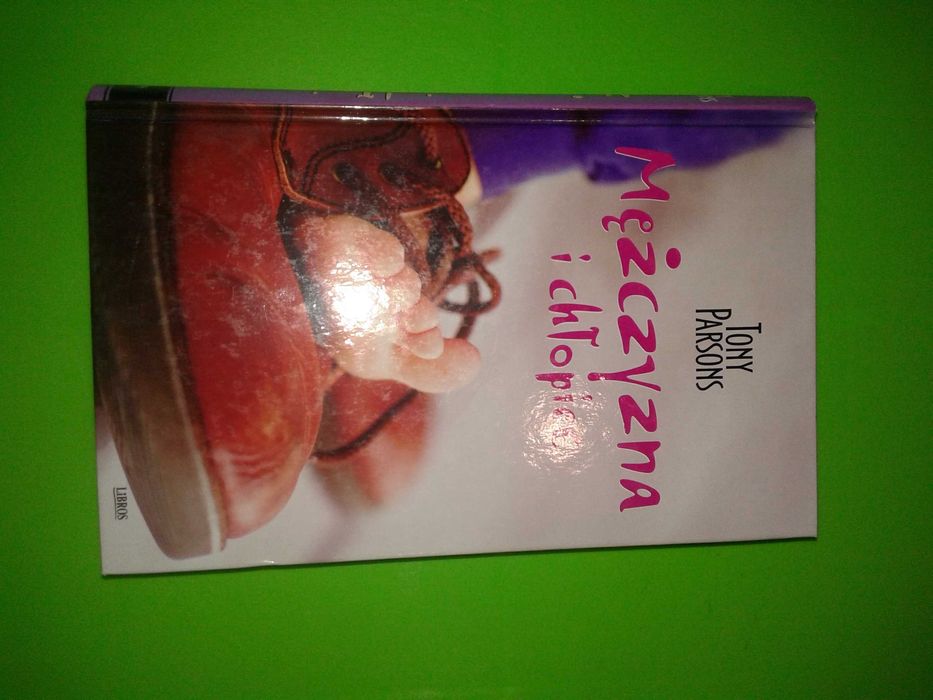 TONY
PARSONS
Mężczyzna
i chłopiec
LIBROS